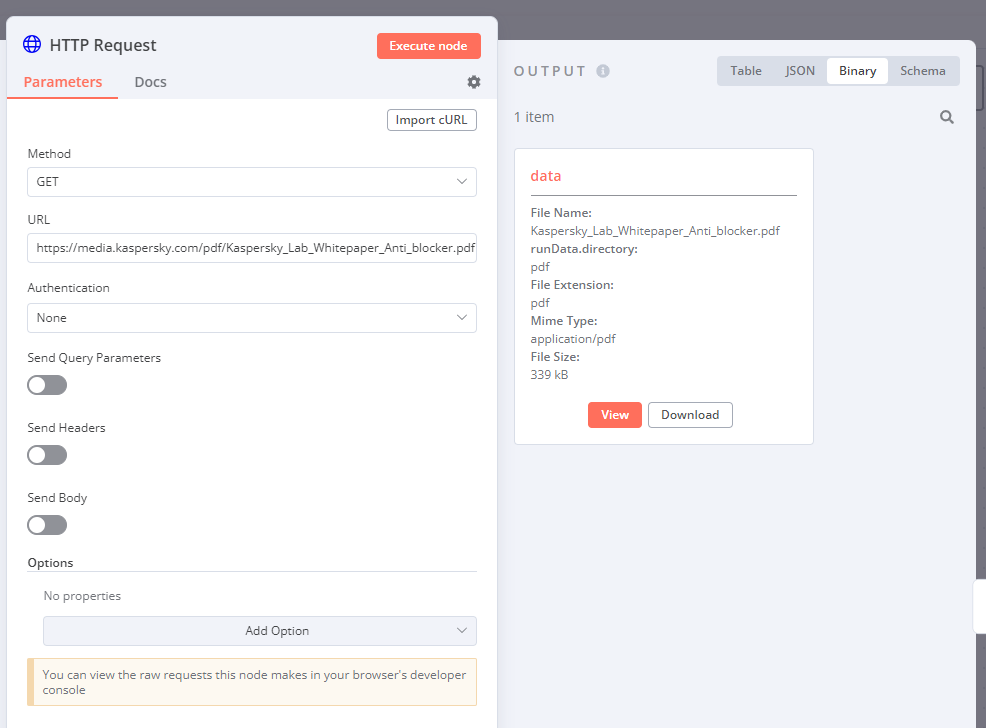 HTTP Request
Execute node
Parameters
Docs
Import cURL
Method
GET
URL
https://media.kaspersky.com/pdf/Kaspersky_Lab_Whitepaper_Anti_blocker.pdf
Authentication
None
Send Query Parameters
Send Headers
Send Body
Options
No properties
Add Option
You can view the raw requests this node makes in your browser's developer
console
OUTPUT
Table
JSON
Binary
Schema
1 item
data
File Name:
Kaspersky_Lab_Whitepaper_Anti_blocker.pdf
runData.directory:
pdf
File Extension:
pdf
Mime Type:
application/pdf
File Size:
339 kB
View
Download